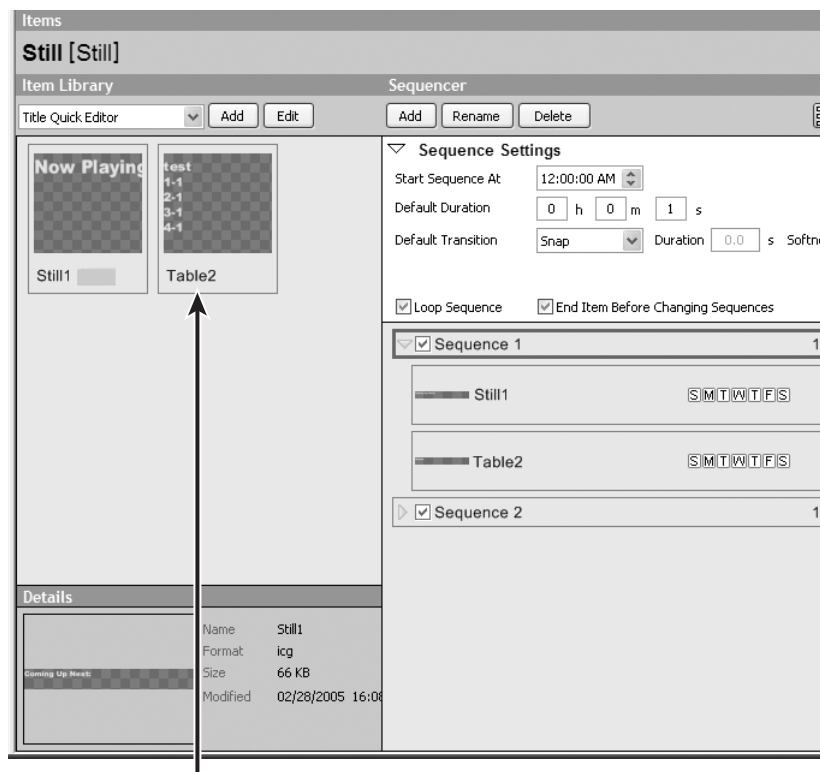 Items
Still [Still]
Item Library
Title Quick Editor Add Edit
Now Playing
Still1
test
1-1
2-1
3-1
4-1
Table2
Details
Coming Up Next:
Name Still1
Format icg
Size 66 KB
Modified 02/28/2005 16:08
Sequencer
Add Rename Delete
Sequence Settings
Start Sequence At 12:00:00 AM
Default Duration 0 h 0 m 1 s
Default Transition Snap Duration 0.0 s Softn
Loop Sequence End Item Before Changing Sequences
Sequence 1 1
Still1 S M T W T F S
Table2 S M T W T F S
Sequence 2 1